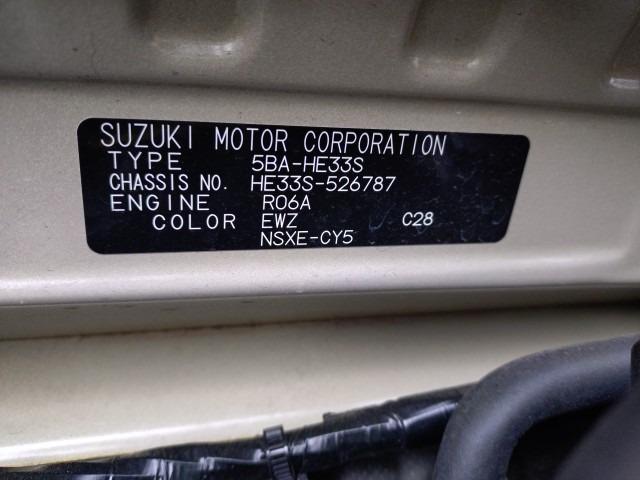 SUZUKI MOTOR CORPORATION
TYPE 5BA-HE33S
CHASSIS NO. HE33S-526787
ENGINE R06A
COLOR EWZ C28
NSXE-CY5